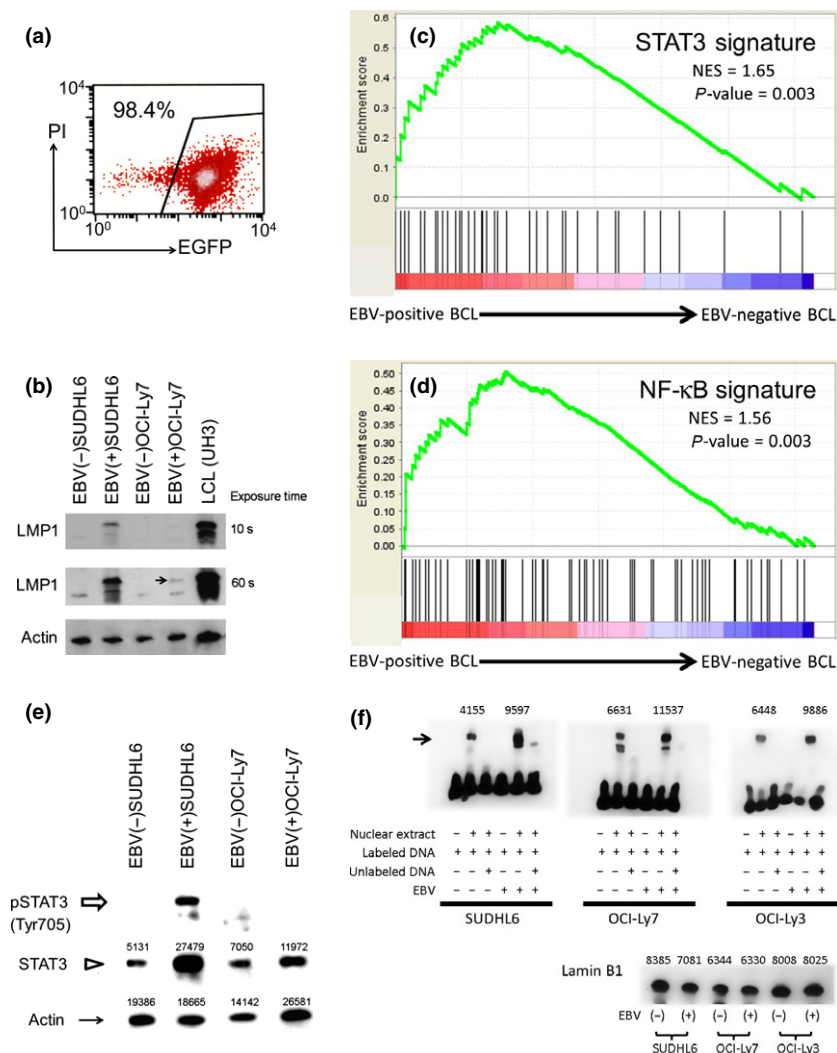 (a)
10⁴
98.4%
PI
10⁰
10⁰
10⁴
EGFP
(b)
EBV(−)SUDHL6
EBV(+)SUDHL6
EBV(−)OCI-Ly7
EBV(+)OCI-Ly7
LCL (UH3)
Exposure time
LMP1
10 s
LMP1
60 s
Actin
(c)
STAT3 signature
NES = 1.65
P-value = 0.003
Enrichment score
0.6
0.5
0.4
0.3
0.2
0.1
0.0
EBV-positive BCL
EBV-negative BCL
(d)
NF-κB signature
NES = 1.56
P-value = 0.003
Enrichment score
0.50
0.45
0.40
0.35
0.30
0.25
0.20
0.15
0.10
0.05
0.00
EBV-positive BCL
EBV-negative BCL
(e)
EBV(−)SUDHL6
EBV(+)SUDHL6
EBV(−)OCI-Ly7
EBV(+)OCI-Ly7
pSTAT3
(Tyr705)
5131 27479 7050 11972
STAT3
19386 18665 14142 26581
Actin
(f)
4155 9597 6631 11537 6448 9886
Nuclear extract − + + − + + − + + − + + − + + − + +
Labeled DNA + + + + + + + + + + + + + + + + + +
Unlabeled DNA − − + − − + − − + − − + − − + − − +
EBV − − − + + + − − − + + + − − − + + +
SUDHL6 OCI-Ly7 OCI-Ly3
8385 7081 6344 6330 8008 8025
Lamin B1
EBV (−) (+) (−) (+) (−) (+)
SUDHL6 OCI-Ly7 OCI-Ly3